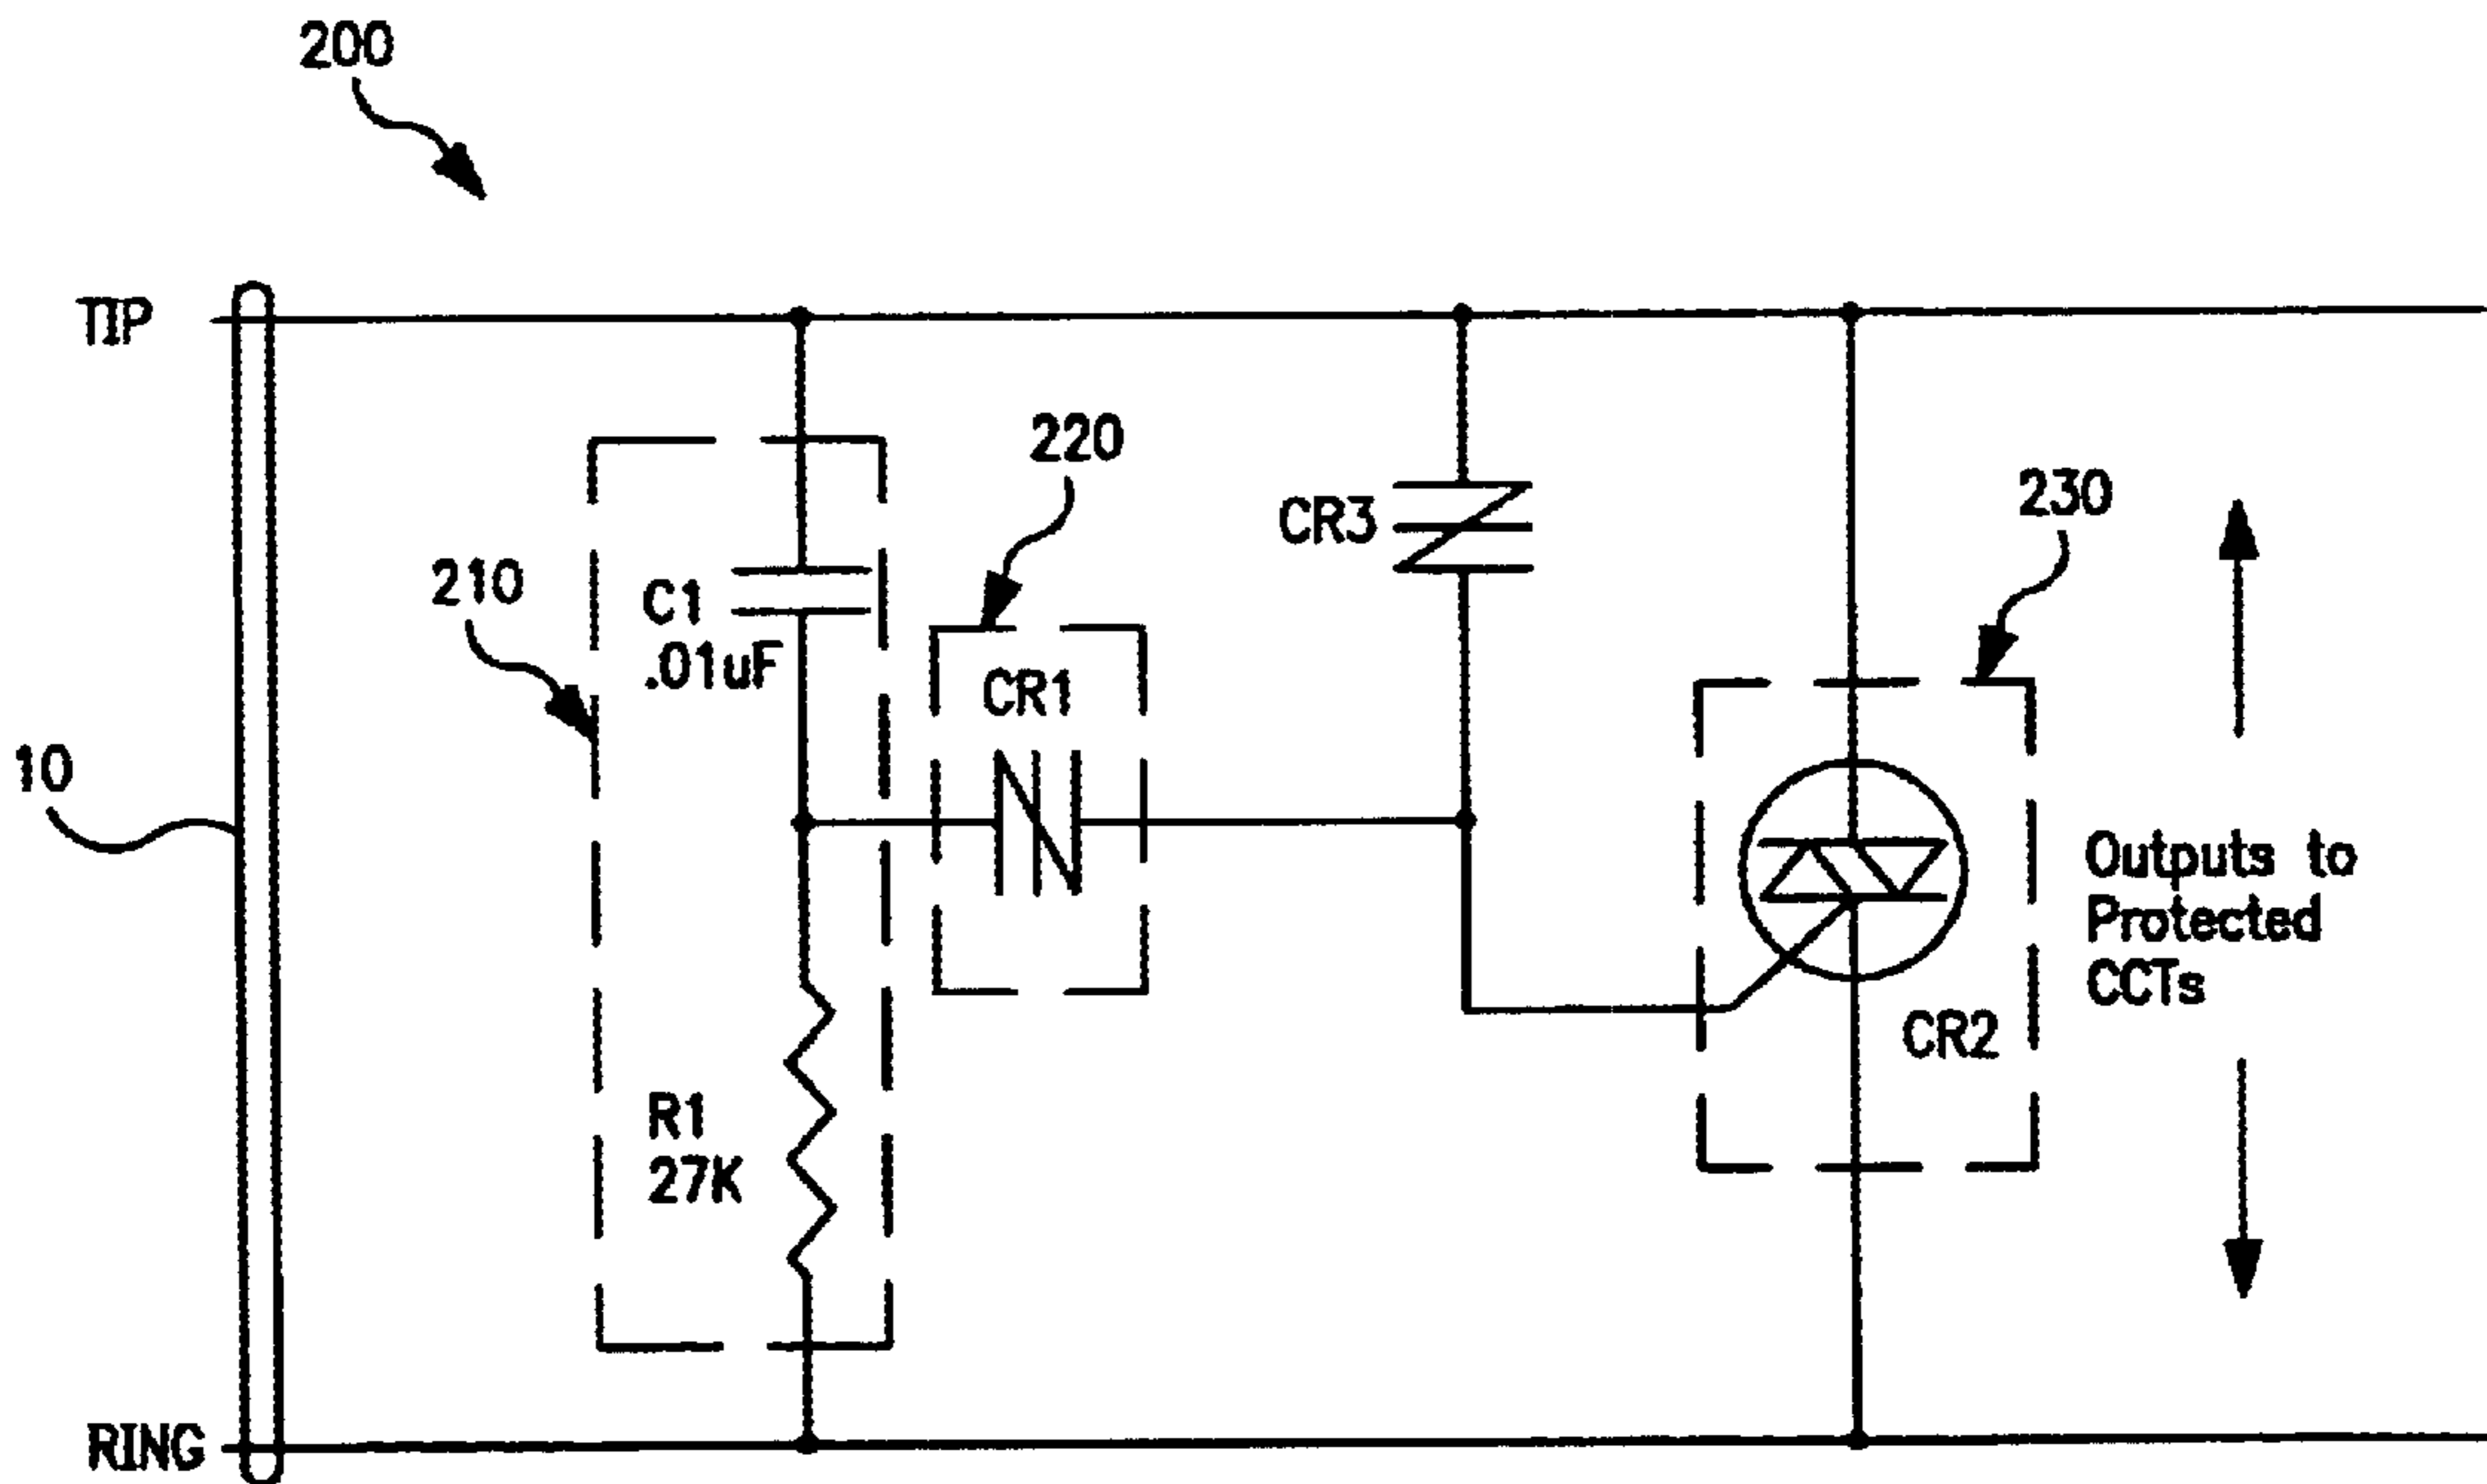 200
TIP
220
CR3
230
210
C1
.01uF
CR1
10
Outputs to
Protected
CCTs
CR2
R1
27K
RING